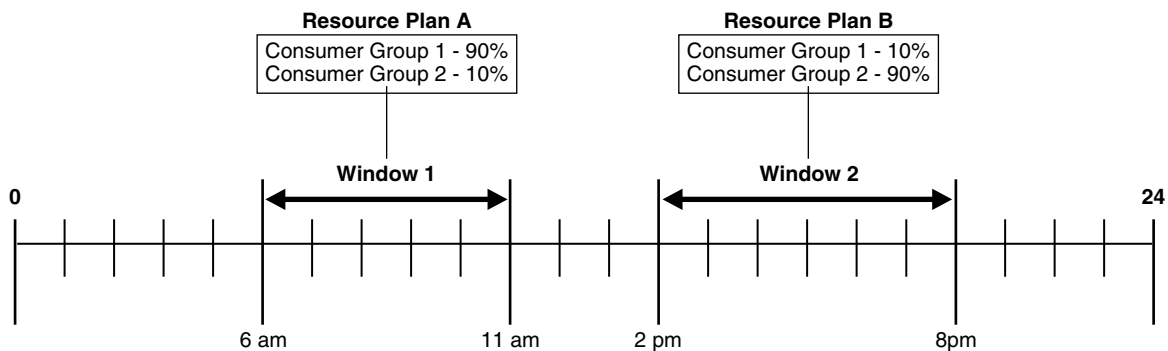 Resource Plan A
Consumer Group 1 - 90%
Consumer Group 2 - 10%
Resource Plan B
Consumer Group 1 - 10%
Consumer Group 2 - 90%
Window 1
Window 2
0
24
6 am
11 am
2 pm
8pm